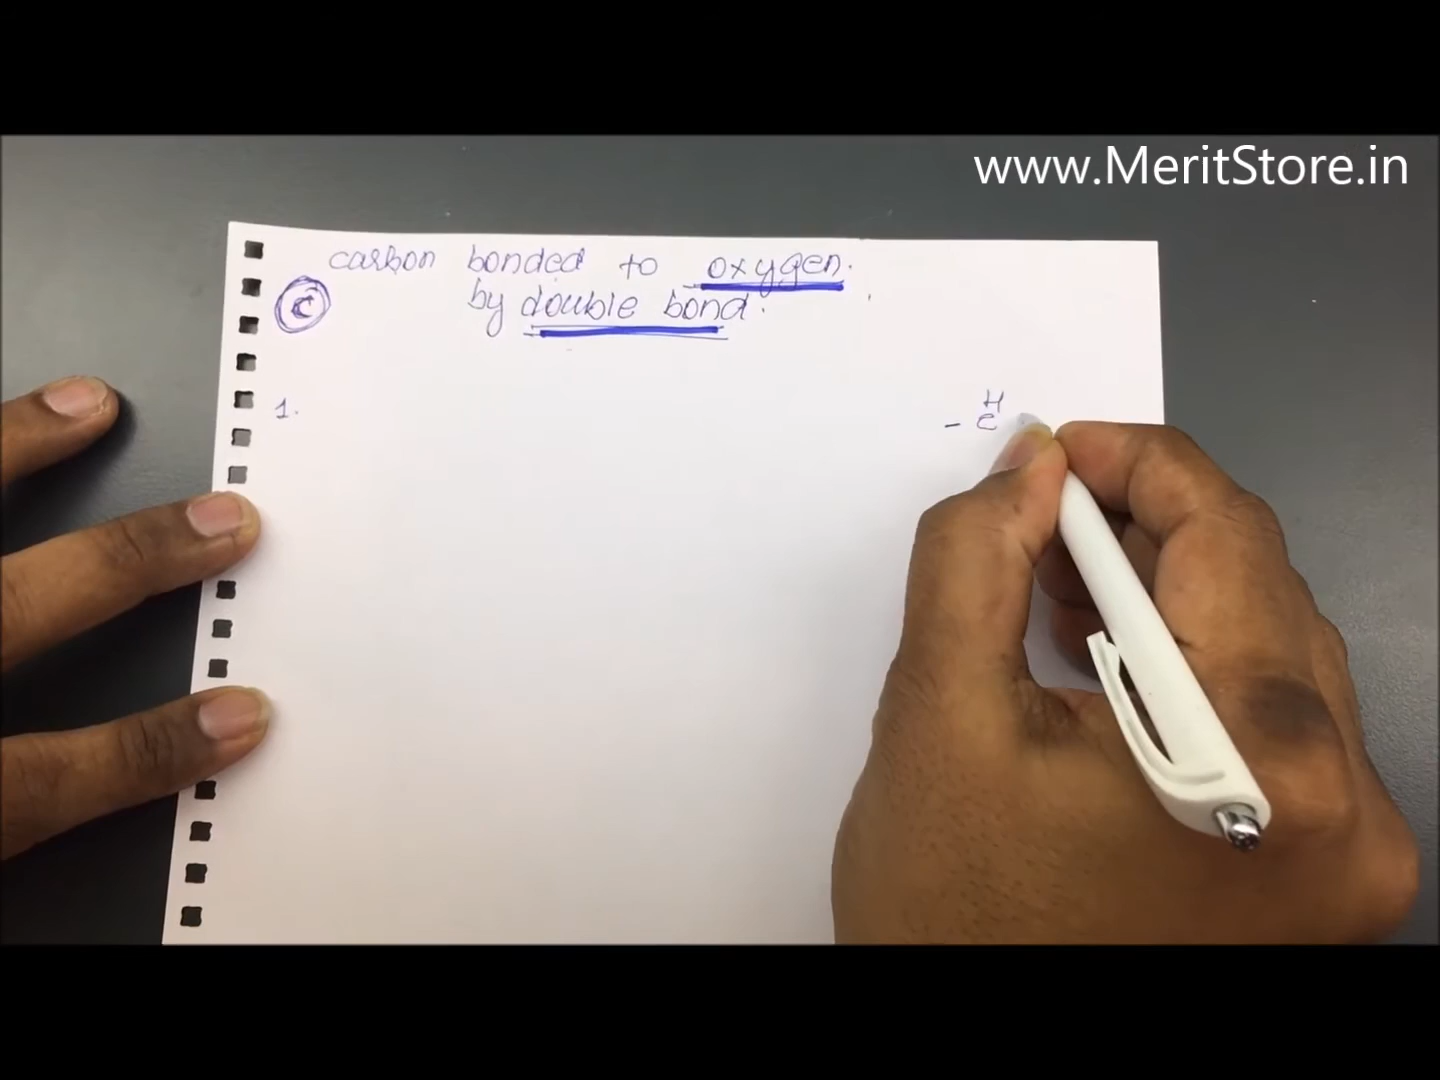 www.MeritStore.in
carbon bonded to oxygen.
C by double bond.
H
1. - C